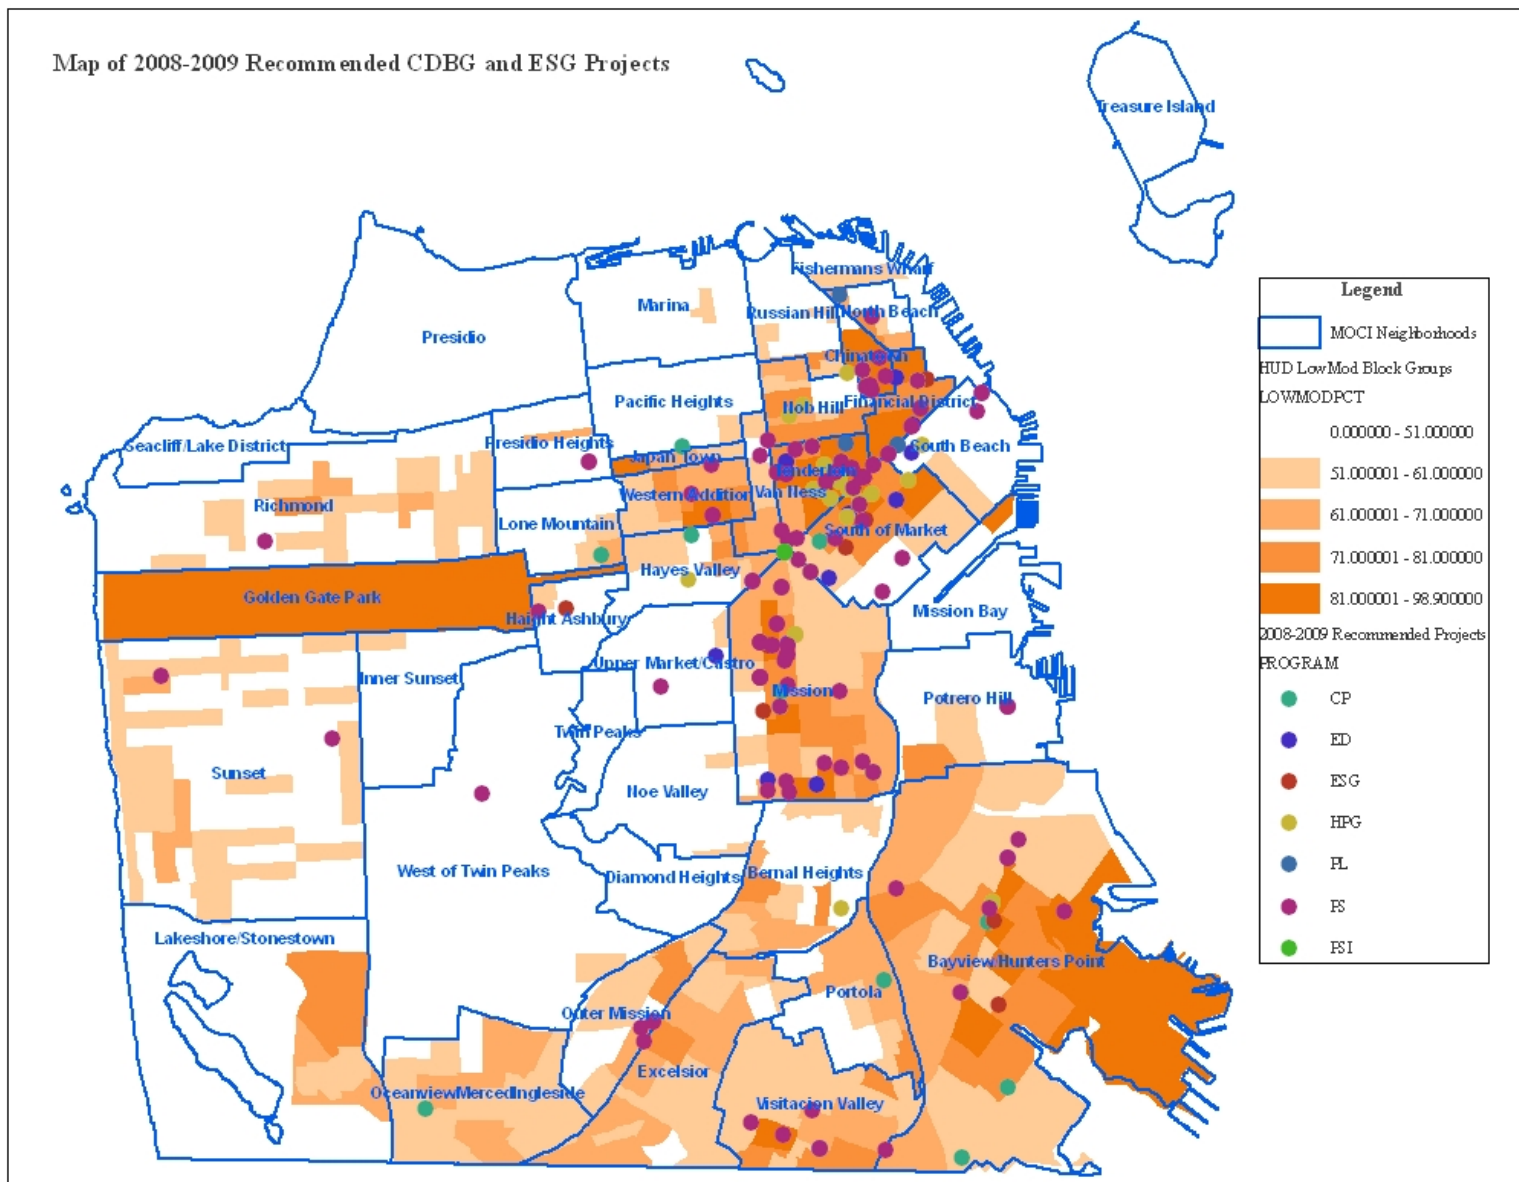 Map of 2008-2009 Recommended CDBG and ESG Projects
Treasure Island
Fishermans Wharf
Marina
Russian Hill
North Beach
Presidio
Chinatown
Pacific Heights
Nob Hill
Financial District
Seacliff/Lake District
Presidio Heights
Japan Town
South Beach
Tenderloin
Richmond
Western Addition
Van Ness
Lone Mountain
South of Market
Hayes Valley
Golden Gate Park
Haight Ashbury
Mission Bay
Upper Market/Castro
Inner Sunset
Mission
Potrero Hill
Twin Peaks
Sunset
Noe Valley
West of Twin Peaks
Diamond Heights
Bernal Heights
Lakeshore/Stonestown
Bayview/Hunters Point
Portola
Outer Mission
Excelsior
OceanviewMercedIngleside
Visitacion Valley
Legend
MOCI Neighborhoods
HUD LowMod Block Groups
LOWMODPCT
0.000000 - 51.000000
51.000001 - 61.000000
61.000001 - 71.000000
71.000001 - 81.000000
81.000001 - 98.900000
2008-2009 Recommended Projects
PROGRAM
CP
ED
ESG
HPG
PL
PS
PSI